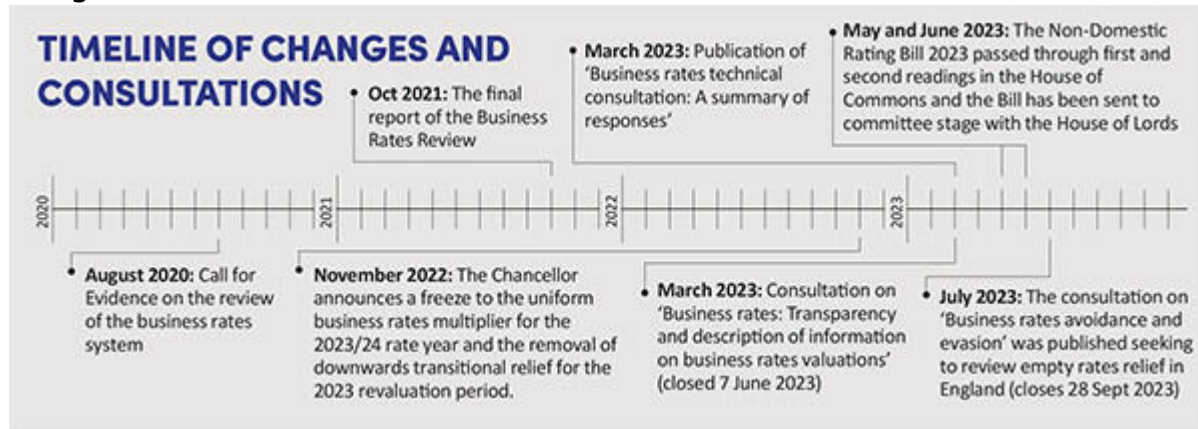 TIMELINE OF CHANGES AND
CONSULTATIONS
• Oct 2021: The final
report of the Business
Rates Review
• March 2023: Publication of
‘Business rates technical
consultation: A summary of
responses’
• May and June 2023: The Non-Domestic
Rating Bill 2023 passed through first and
second readings in the House of
Commons and the Bill has been sent to
committee stage with the House of Lords
2020
2021
2022
2023
• August 2020: Call for
Evidence on the review
of the business rates
system
• November 2022: The Chancellor
announces a freeze to the uniform
business rates multiplier for the
2023/24 rate year and the removal of
downwards transitional relief for the
2023 revaluation period.
• March 2023: Consultation on
‘Business rates: Transparency
and description of information
on business rates valuations’
(closed 7 June 2023)
• July 2023: The consultation on
‘Business rates avoidance and
evasion’ was published seeking
to review empty rates relief in
England (closes 28 Sept 2023)